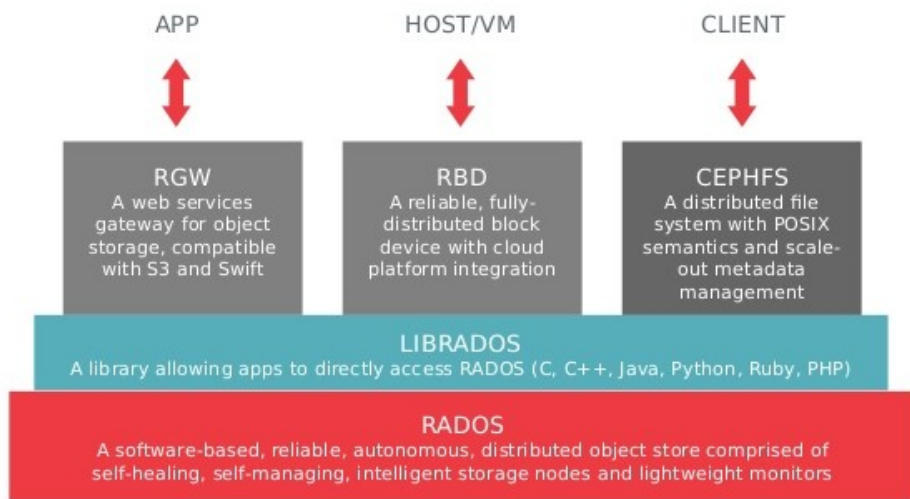 APP
HOST/VM
CLIENT
RGW
A web services
gateway for object
storage, compatible
with S3 and Swift
RBD
A reliable, fully-
distributed block
device with cloud
platform integration
CEPHFS
A distributed file
system with POSIX
semantics and scale-
out metadata
management
LIBRADOS
A library allowing apps to directly access RADOS (C, C++, Java, Python, Ruby, PHP)
RADOS
A software-based, reliable, autonomous, distributed object store comprised of
self-healing, self-managing, intelligent storage nodes and lightweight monitors